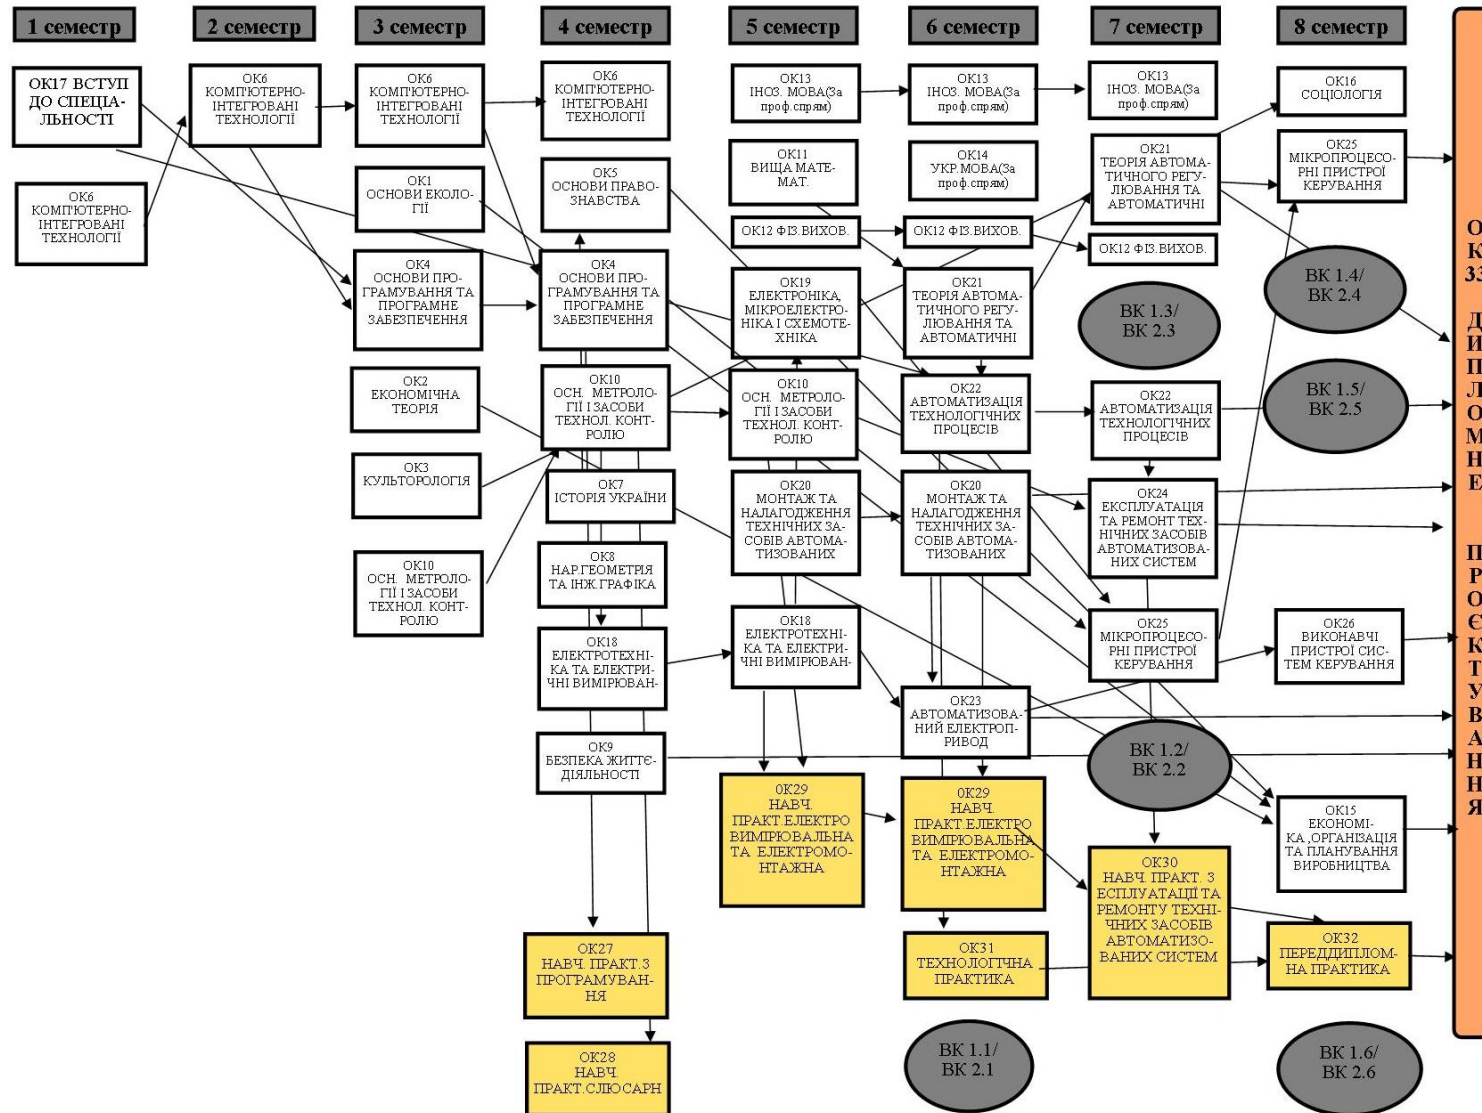 1 семестр
2 семестр
3 семестр
4 семестр
5 семестр
6 семестр
7 семестр
8 семестр
ОК17 ВСТУП
ДО СПЕЦІА-
ЛЬНОСТІ
ОК6
КОМП'ЮТЕРНО-
ІНТЕГРОВАНІ
ТЕХНОЛОГІЇ
ОК6
КОМП'ЮТЕРНО-
ІНТЕГРОВАНІ
ТЕХНОЛОГІЇ
ОК6
КОМП'ЮТЕРНО-
ІНТЕГРОВАНІ
ТЕХНОЛОГІЇ
ОК1
ОСНОВИ ЕКОЛО-
ГІЇ
ОК4
ОСНОВИ ПРО-
ГРАМУВАННЯ ТА
ПРОГРАМНЕ
ЗАБЕЗПЕЧЕННЯ
ОК2
ЕКОНОМІЧНА
ТЕОРІЯ
ОК3
КУЛЬТОРОЛОГІЯ
ОК10
ОСН. МЕТРОЛО-
ГІЇ І ЗАСОБИ
ТЕХНОЛ. КОНТ-
РОЛЮ
ОК6
КОМП'ЮТЕРНО-
ІНТЕГРОВАНІ
ТЕХНОЛОГІЇ
ОК5
ОСНОВИ ПРАВО-
ЗНАВСТВА
ОК4
ОСНОВИ ПРО-
ГРАМУВАННЯ ТА
ПРОГРАМНЕ
ЗАБЕЗПЕЧЕННЯ
ОК10
ОСН. МЕТРОЛО-
ГІЇ І ЗАСОБИ
ТЕХНОЛ. КОНТ-
РОЛЮ
ОК7
ІСТОРІЯ УКРАЇНИ
ОК8
НАР.ГЕОМЕТРІЯ
ТА ІНЖ.ГРАФІКА
ОК18
ЕЛЕКТРОТЕХНІ-
КА ТА ЕЛЕКТРИ-
ЧНІ ВИМІРЮВАН-
ОК9
БЕЗПЕКА ЖИТТЄ-
ДІЯЛЬНОСТІ
ОК27
НАВЧ. ПРАКТ.З
ПРОГРАМУВАН-
НЯ
ОК28
НАВЧ.
ПРАКТ.СЛЮСАРН
ОК13
ІНОЗ. МОВА(За
проф.спрям)
ОК11
ВИЩА МАТЕ-
МАТ.
ОК12 ФІЗ.ВИХОВ.
ОК19
ЕЛЕКТРОНІКА,
МІКРОЕЛЕКТРО-
НІКА І СХЕМОТЕ-
ХНІКА
ОК10
ОСН. МЕТРОЛО-
ГІЇ І ЗАСОБИ
ТЕХНОЛ. КОНТ-
РОЛЮ
ОК20
МОНТАЖ ТА
НАЛАГОДЖЕННЯ
ТЕХНІЧНИХ ЗА-
СОБІВ АВТОМА-
ТИЗОВАНИХ
ОК18
ЕЛЕКТРОТЕХНІ-
КА ТА ЕЛЕКТРИ-
ЧНІ ВИМІРЮВАН-
0К29
НАВЧ.
ПРАКТ.ЕЛЕКТРО
ВИМІРЮВАЛЬНА
ТА ЕЛЕКТРОМО-
НТАЖНА
ОК13
ІНОЗ. МОВА(За
проф.спрям)
ОК14
УКР.МОВА(За
проф.спрям)
ОК12 ФІЗ.ВИХОВ.
ОК21
ТЕОРІЯ АВТОМА-
ТИЧНОГО РЕГУ-
ЛЮВАННЯ ТА
АВТОМАТИЧНІ
ОК22
АВТОМАТИЗАЦІЯ
ТЕХНОЛОГІЧНИХ
ПРОЦЕСІВ
ОК20
МОНТАЖ ТА
НАЛАГОДЖЕННЯ
ТЕХНІЧНИХ ЗА-
СОБІВ АВТОМА-
ТИЗОВАНИХ
ОК23
АВТОМАТИЗОВА-
НИЙ ЕЛЕКТРОП-
РИВОД
0К29
НАВЧ.
ПРАКТ.ЕЛЕКТРО
ВИМІРЮВАЛЬНА
ТА ЕЛЕКТРОМО-
НТАЖНА
ОК31
ТЕХНОЛОГІЧНА
ПРАКТИКА
ВК 1.1/
ВК 2.1
ОК13
ІНОЗ. МОВА(За
проф.спрям)
ОК21
ТЕОРІЯ АВТОМА-
ТИЧНОГО РЕГУ-
ЛЮВАННЯ ТА
АВТОМАТИЧНІ
ОК12 ФІЗ.ВИХОВ.
ВК 1.3/
ВК 2.3
ОК22
АВТОМАТИЗАЦІЯ
ТЕХНОЛОГІЧНИХ
ПРОЦЕСІВ
ОК24
ЕКСПЛУАТАЦІЯ
ТА РЕМОНТ ТЕХ-
НІЧНИХ ЗАСОБІВ
АВТОМАТИЗОВА-
НИХ СИСТЕМ
ОК25
МІКРОПРОЦЕСО-
РНІ ПРИСТРОЇ
КЕРУВАННЯ
ВК 1.2/
ВК 2.2
ОК30
НАВЧ. ПРАКТ. З
ЕСПЛУАТАЦІЇ ТА
РЕМОНТУ ТЕХНІ-
ЧНИХ ЗАСОБІВ
АВТОМАТИЗО-
ВАНИХ СИСТЕМ
ОК16
СОЦІОЛОГІЯ
ОК25
МІКРОПРОЦЕСО-
РНІ ПРИСТРОЇ
КЕРУВАННЯ
ВК 1.4/
ВК 2.4
ВК 1.5/
ВК 2.5
ОК26
ВИКОНАВЧІ
ПРИСТРОЇ СИС-
ТЕМ КЕРУВАННЯ
ОК15
ЕКОНОМІ-
КА ,ОРГАНІЗАЦІЯ
ТА ПЛАНУВАННЯ
ВИРОБНИЦТВА
ОК32
ПЕРЕДДИПЛОМ-
НА ПРАКТИКА
ВК 1.6/
ВК 2.6
О
К
33
Д
И
П
Л
О
М
Н
Е
П
Р
О
Є
К
Т
У
В
А
Н
Н
Я